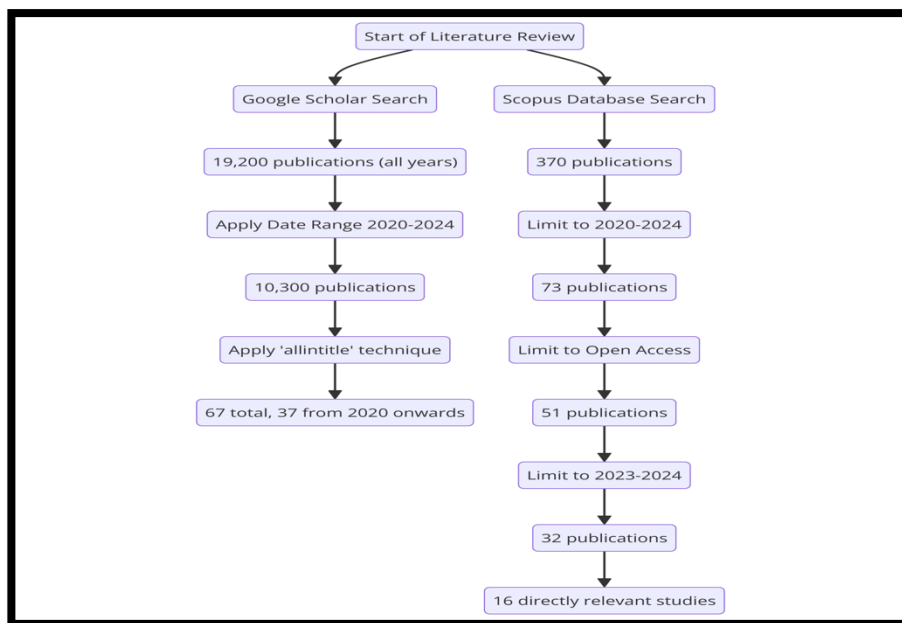 Start of Literature Review
Google Scholar Search
Scopus Database Search
19,200 publications (all years)
370 publications
Apply Date Range 2020-2024
Limit to 2020-2024
10,300 publications
73 publications
Apply 'allintitle' technique
Limit to Open Access
67 total, 37 from 2020 onwards
51 publications
Limit to 2023-2024
32 publications
16 directly relevant studies